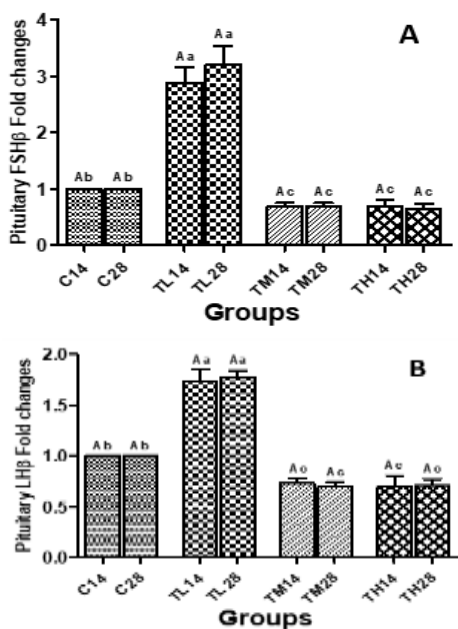 A
Pituitary FSHβ Fold changes
4
3
2
1
0
Ab Ab Aa Aa Ac Ac Ac Ac
C14 C28 TL14 TL28 TM14 TM28 TH14 TH28
Groups
B
Pituitary LHβ Fold changes
2.0
1.5
1.0
0.5
0.0
Ab Ab Aa Aa Ac Ac Ac Ac
C14 C28 TL14 TL28 TM14 TM28 TH14 TH28
Groups